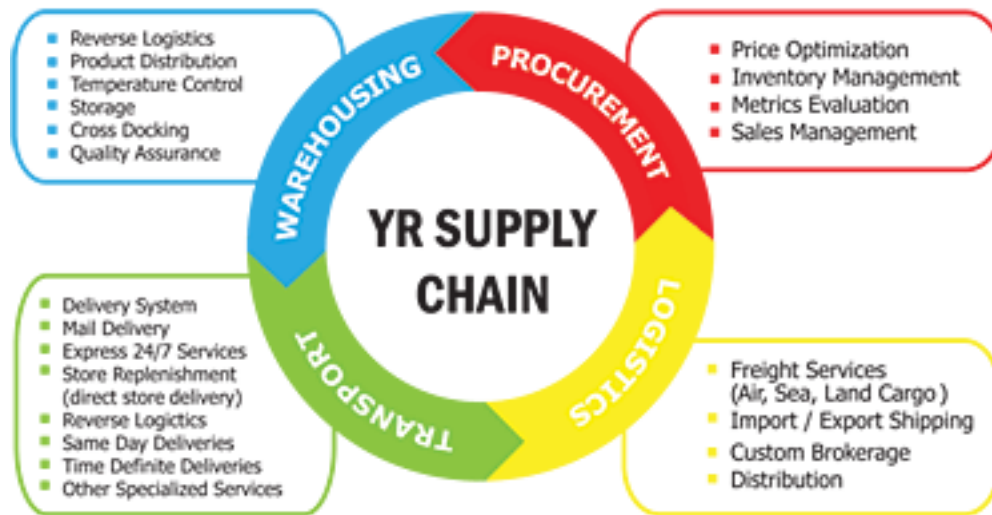 Reverse Logistics
Product Distribution
Temperature Control
Storage
Cross Docking
Quality Assurance
WAREHOUSING
PROCUREMENT
Price Optimization
Inventory Management
Metrics Evaluation
Sales Management
YR SUPPLY
CHAIN
Delivery System
Mail Delivery
Express 24/7 Services
Store Replenishment
(direct store delivery)
Reverse Logictics
Same Day Deliveries
Time Definite Deliveries
Other Specialized Services
TRANSPORT
LOGISTICS
Freight Services
(Air, Sea, Land Cargo )
Import / Export Shipping
Custom Brokerage
Distribution